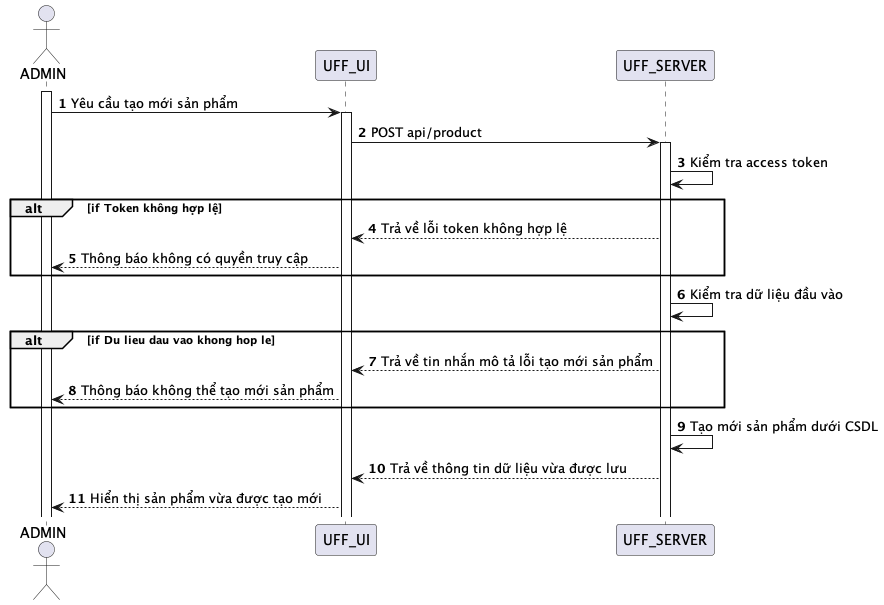 ADMIN
UFF_UI
UFF_SERVER
1 Yêu cầu tạo mới sản phẩm
2 POST api/product
3 Kiểm tra access token
alt [if Token không hợp lệ]
4 Trả về lỗi token không hợp lệ
5 Thông báo không có quyền truy cập
6 Kiểm tra dữ liệu đầu vào
alt [if Du lieu dau vao khong hop le]
7 Trả về tin nhắn mô tả lỗi tạo mới sản phẩm
8 Thông báo không thể tạo mới sản phẩm
9 Tạo mới sản phẩm dưới CSDL
10 Trả về thông tin dữ liệu vừa được lưu
11 Hiển thị sản phẩm vừa được tạo mới
ADMIN
UFF_UI
UFF_SERVER